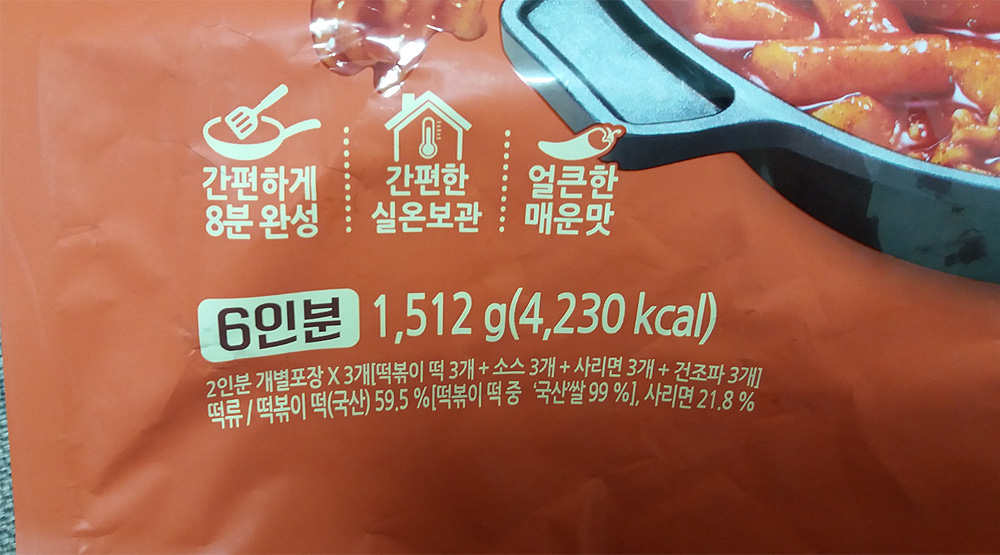 간편하게
8분 완성
간편한
실온보관
얼큰한
매운맛
6인분 1,512 g(4,230 kcal)
2인분 개별포장 X 3개[떡볶이 떡 3개 + 소스 3개 + 사리면 3개 + 건조파 3개]
떡류 / 떡볶이 떡(국산) 59.5 %[떡볶이 떡 중 '국산'쌀 99 %], 사리면 21.8 %